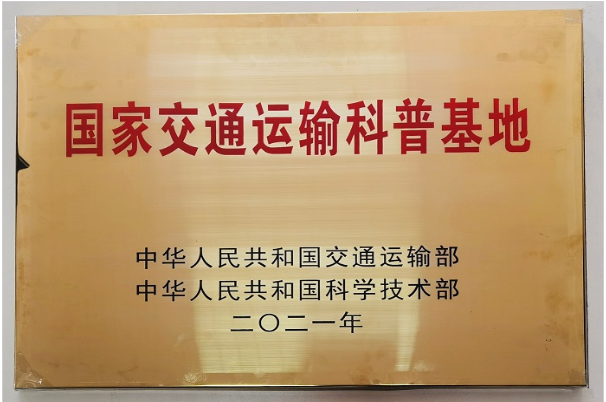 国家交通运输科普基地
中华人民共和国交通运输部
中华人民共和国科学技术部
二〇二一年